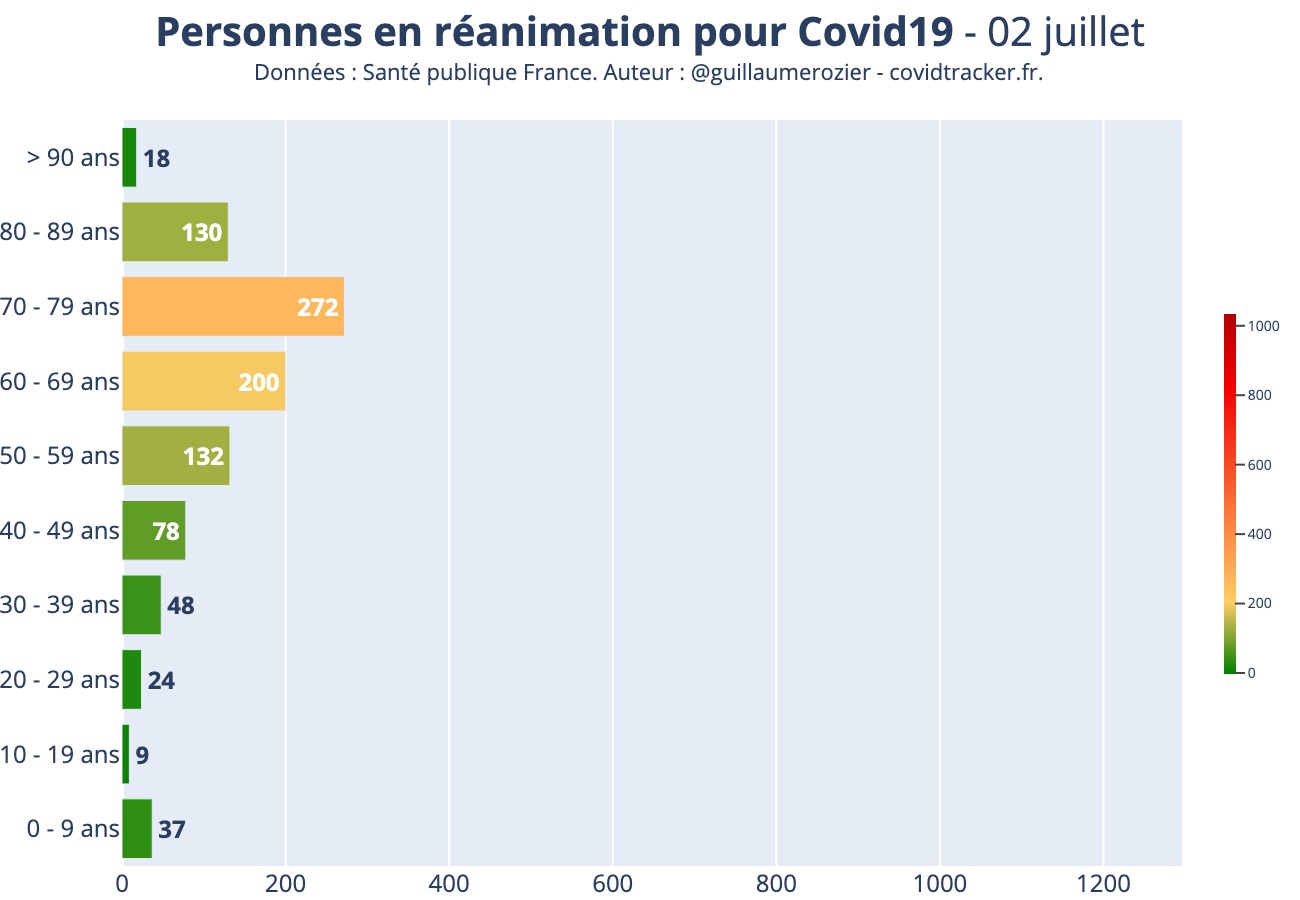 Personnes en réanimation pour Covid19 - 02 juillet
Données : Santé publique France. Auteur : @guillaumerozier - covidtracker.fr.
> 90 ans 18
80 - 89 ans 130
70 - 79 ans 272
60 - 69 ans 200
50 - 59 ans 132
40 - 49 ans 78
30 - 39 ans 48
20 - 29 ans 24
10 - 19 ans 9
0 - 9 ans 37
0 200 400 600 800 1000 1200
1000
800
600
400
200
0